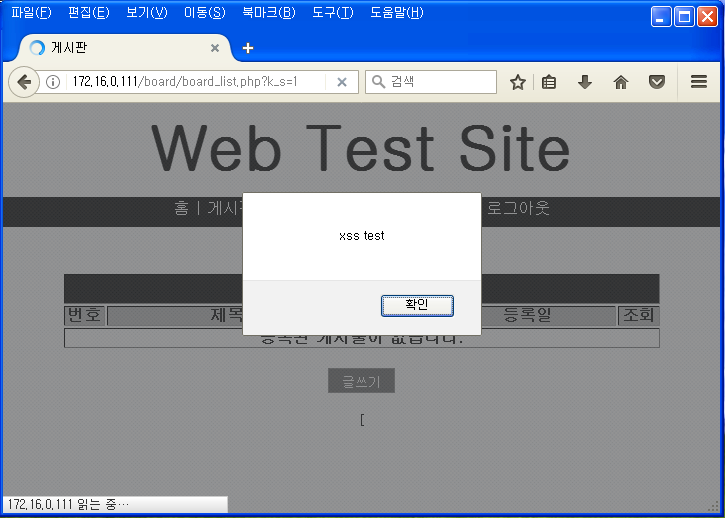 파일(F) 편집(E) 보기(V) 이동(S) 북마크(B) 도구(T) 도움말(H)
게시판
172.16.0.111/board/board_list.php?k_s=1 검색
Web Test Site
홈 | 게시 로그아웃
xss test
확인
번호 제목 등록일 조회
등록된 게시물이 없습니다.
글쓰기
[
172.16.0.111 읽는 중…